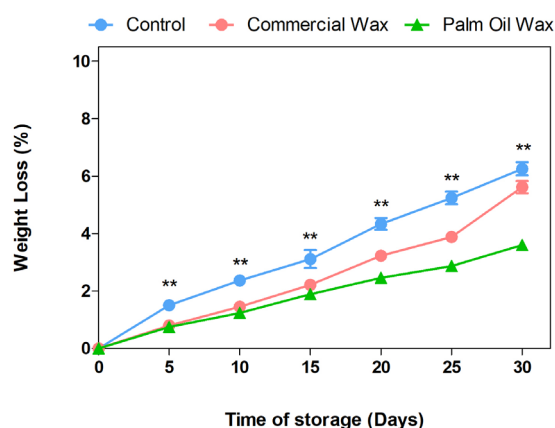 Control Commercial Wax Palm Oil Wax
10
8
6
4
2
0
Weight Loss (%)
** ** ** ** ** **
0 5 10 15 20 25 30
Time of storage (Days)